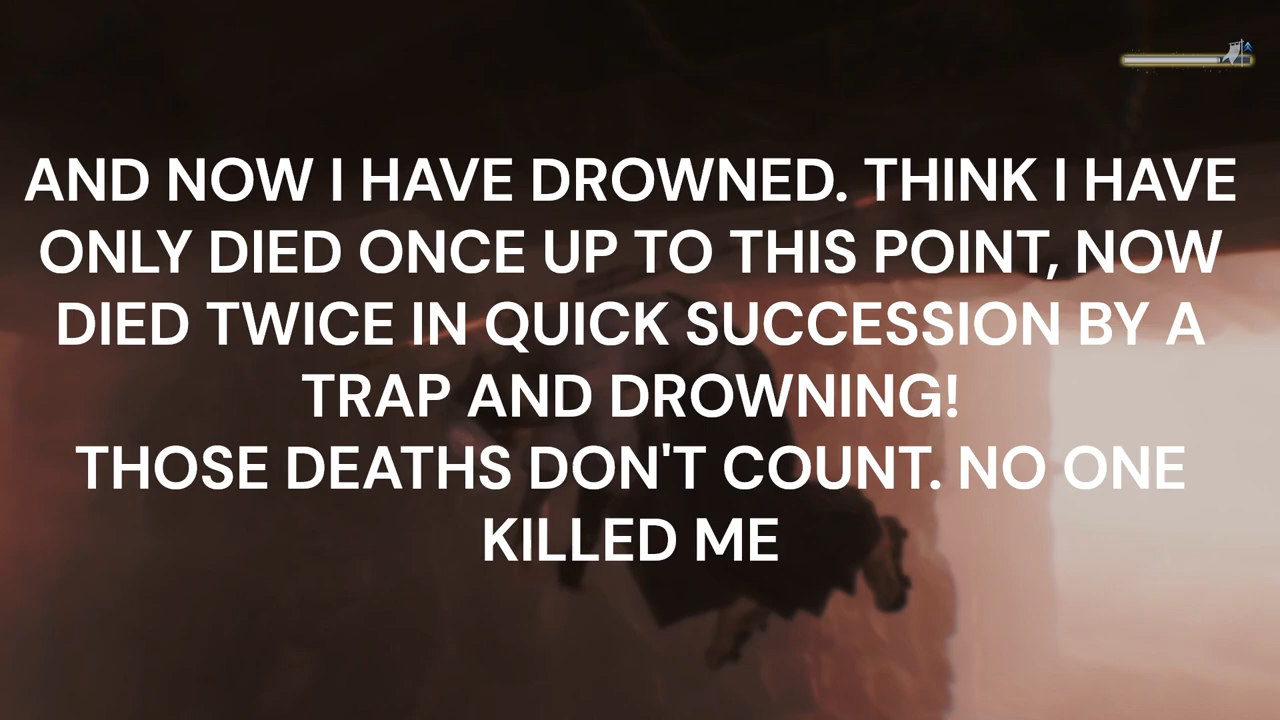 AND NOW I HAVE DROWNED. THINK I HAVE
ONLY DIED ONCE UP TO THIS POINT, NOW
DIED TWICE IN QUICK SUCCESSION BY A
TRAP AND DROWNING!
THOSE DEATHS DON'T COUNT. NO ONE
KILLED ME